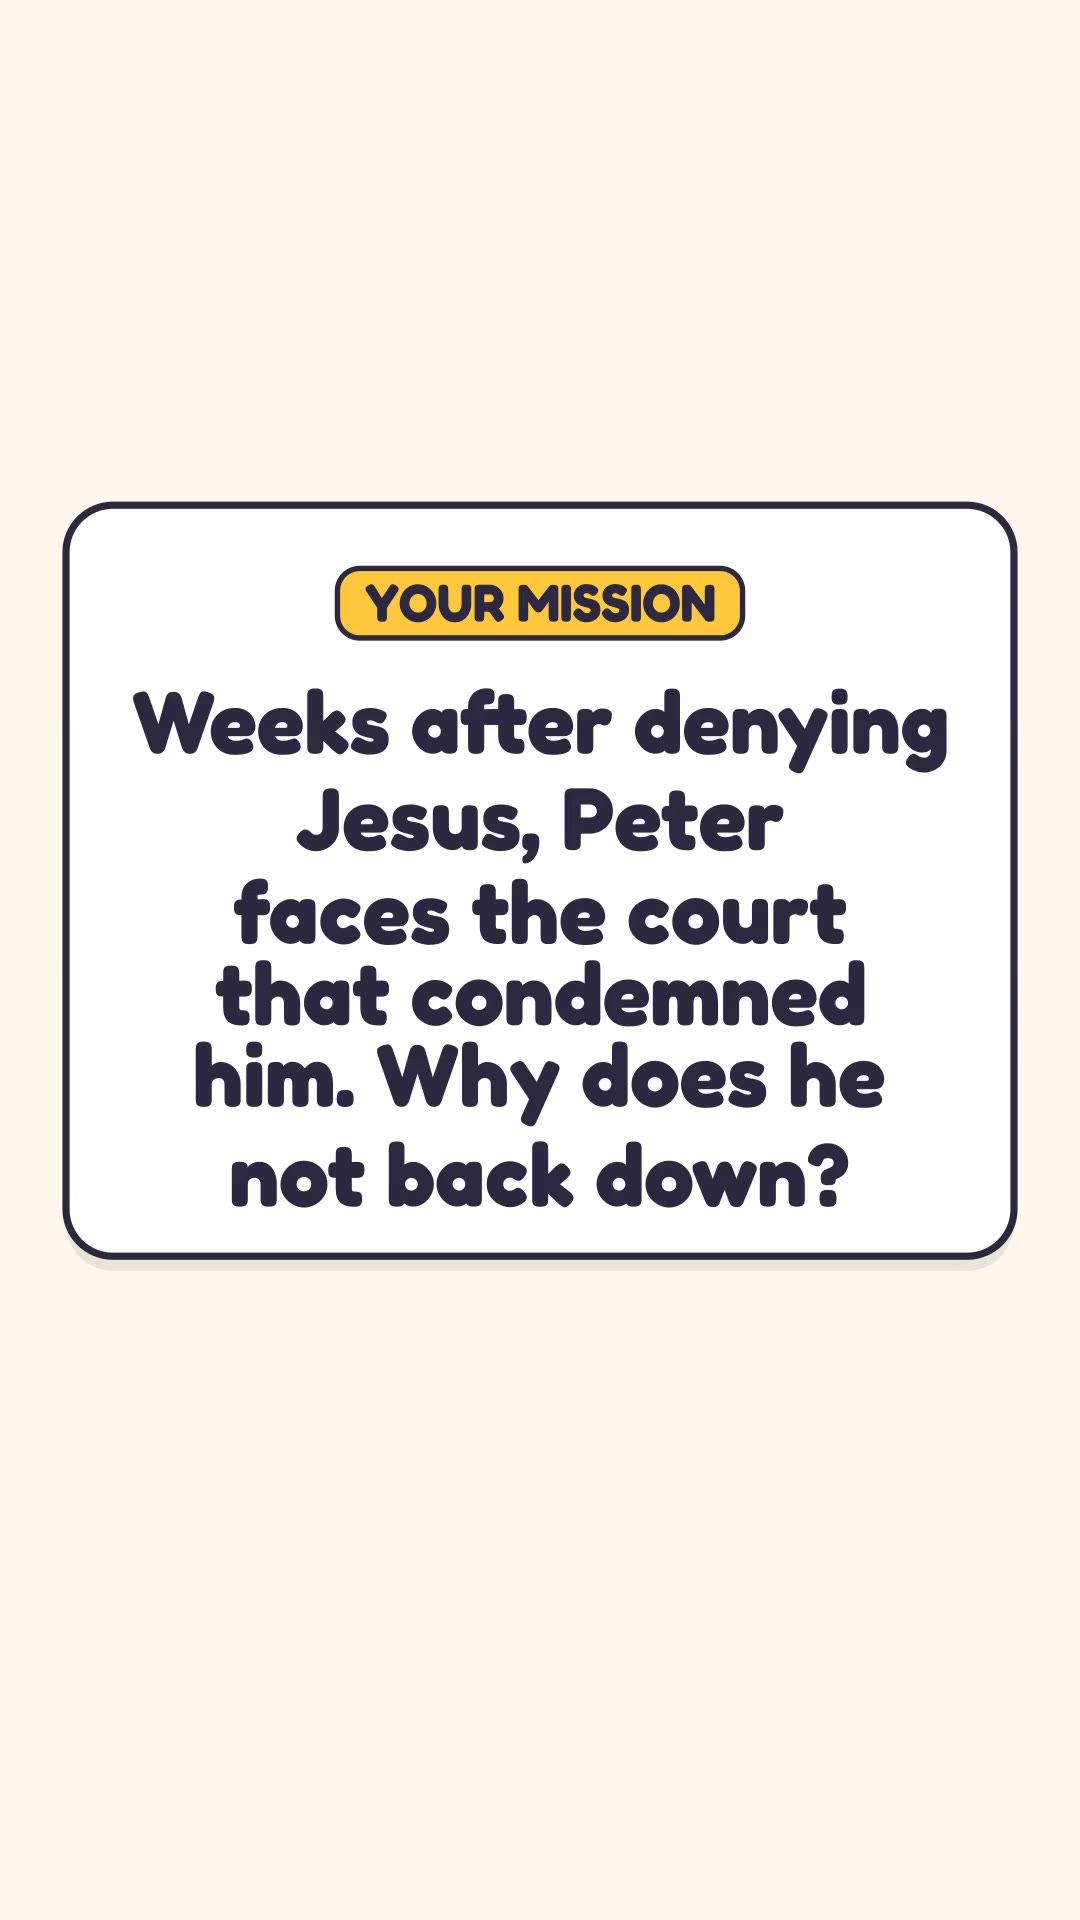 YOUR MISSION
Weeks after denying
Jesus, Peter
faces the court
that condemned
him. Why does he
not back down?